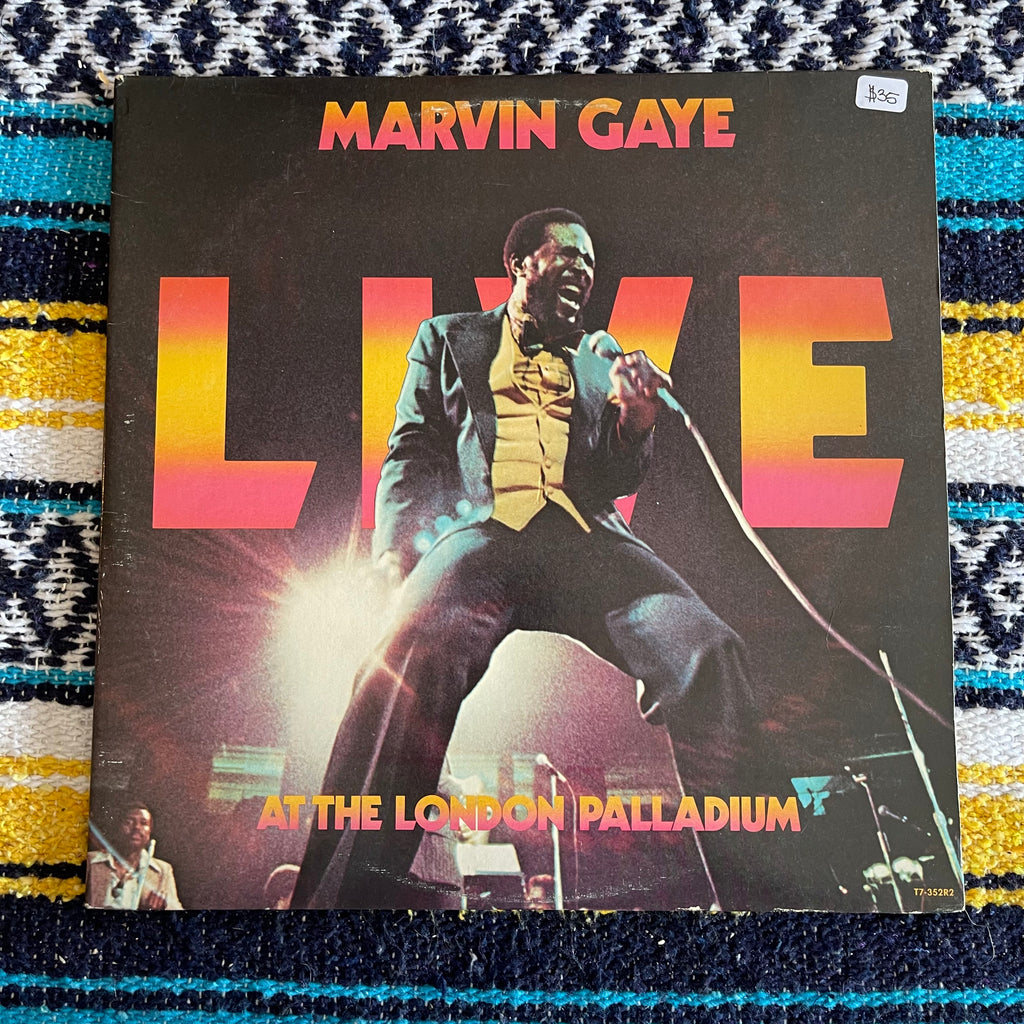 $35
MARVIN GAYE
LIVE
AT THE LONDON PALLADIUM
T7-352R2